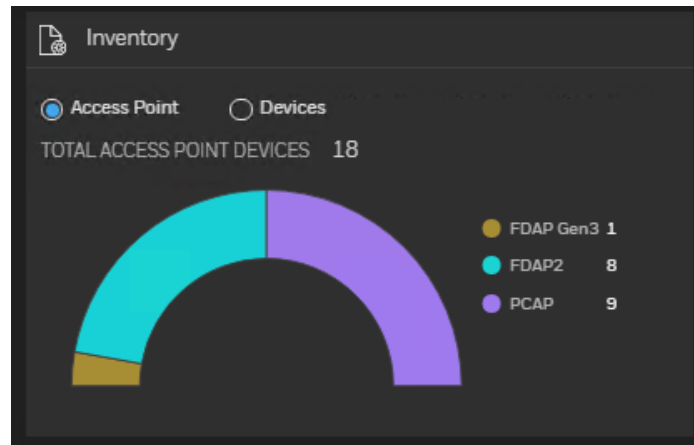 Inventory
Access Point Devices
TOTAL ACCESS POINT DEVICES 18
FDAP Gen3 1
FDAP2 8
PCAP 9